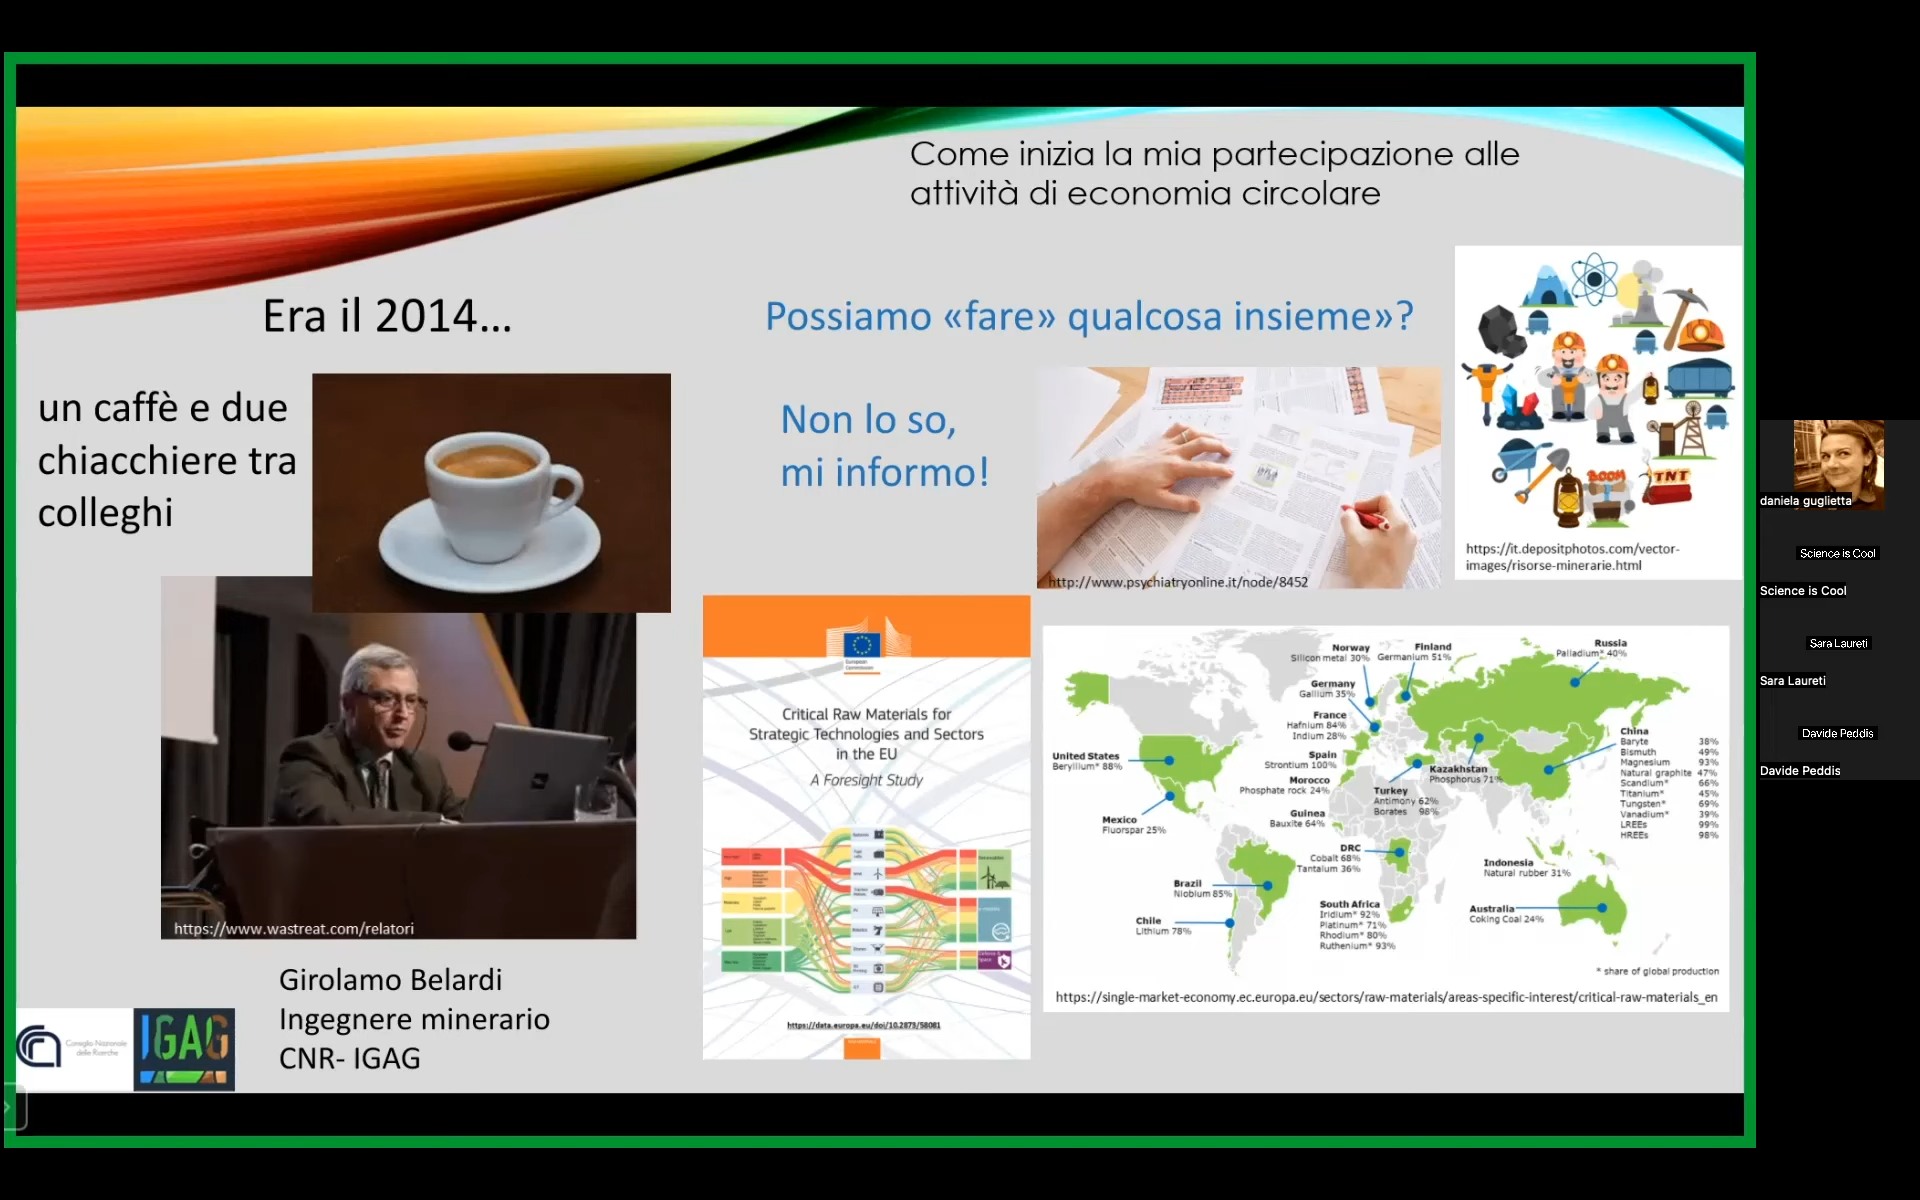 Come inizia la mia partecipazione alle
attività di economia circolare
Era il 2014...
un caffè e due
chiacchiere tra
colleghi
https://www.wastreat.com/relatori
Girolamo Belardi
Ingegnere minerario
CNR- IGAG
Consiglio Nazionale
delle Ricerche
IGAG
Possiamo «fare» qualcosa insieme»?
Non lo so,
mi informo!
http://www.psychiatryonline.it/node/8452
BOOM
TNT
https://it.depositphotos.com/vector-
images/risorse-minerarie.html
European
Commission
Critical Raw Materials for
Strategic Technologies and Sectors
in the EU
A Foresight Study
https://data.europa.eu/doi/10.2873/58081
Norway
Silicon metal 30%
Finland
Germanium 51%
Russia
Palladium* 40%
Germany
Gallium 35%
France
Hafnium 84%
Indium 28%
Spain
Strontium 100%
Morocco
Phosphate rock 24%
Guinea
Bauxite 64%
Kazakhstan
Phosphorus 71%
Turkey
Antimony 62%
Borates 98%
China
Baryte 38%
Bismuth 49%
Magnesium 93%
Natural graphite 47%
Scandium* 66%
Titanium* 45%
Tungsten* 69%
Vanadium* 39%
LREEs 99%
HREEs 98%
United States
Beryllium* 88%
Mexico
Fluorspar 25%
DRC
Cobalt 68%
Tantalum 36%
Brazil
Niobium 85%
Chile
Lithium 78%
South Africa
Iridium* 92%
Platinum* 71%
Rhodium* 80%
Ruthenium* 93%
Indonesia
Natural rubber 31%
Australia
Coking Coal 24%
* share of global production
https://single-market-economy.ec.europa.eu/sectors/raw-materials/areas-specific-interest/critical-raw-materials_en
daniela guglietta
Science is Cool
Science is Cool
Sara Laureti
Sara Laureti
Davide Peddis
Davide Peddis